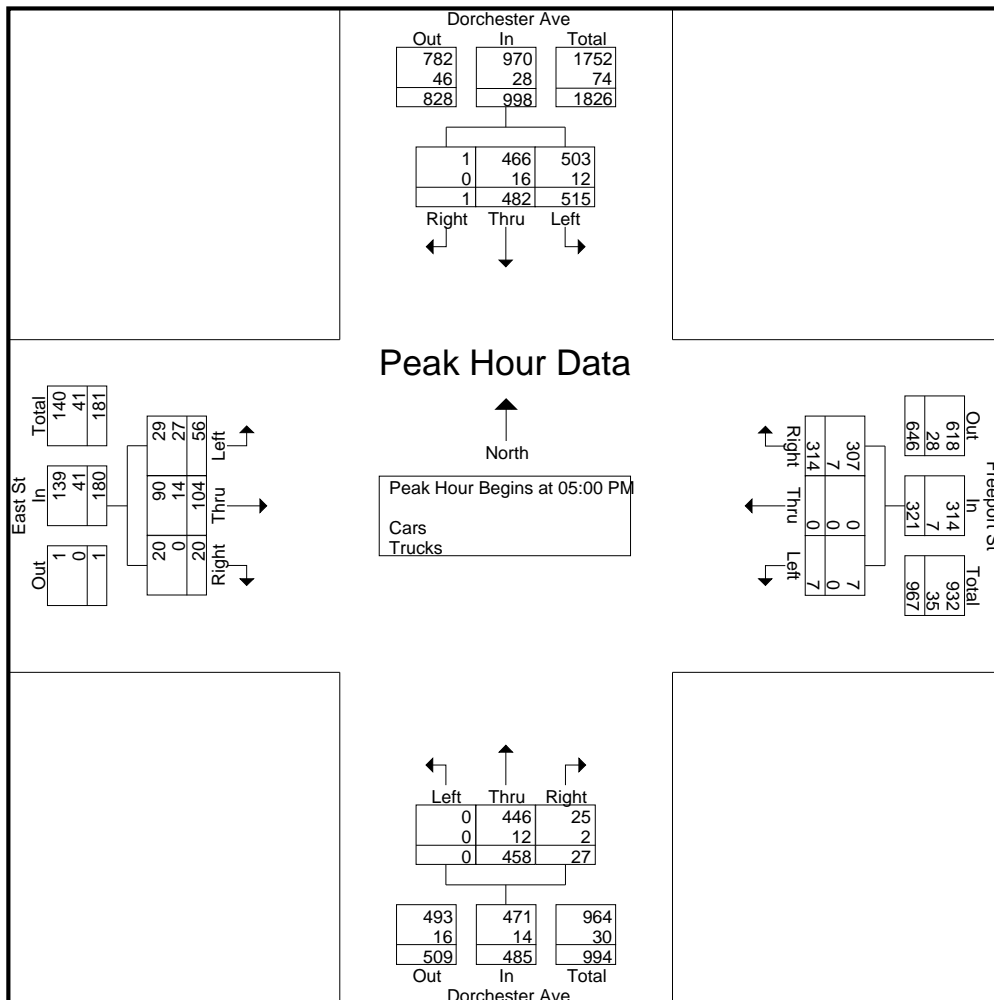 Dorchester Ave
Out In Total
782 970 1752
46 28 74
828 998 1826
1 466 503
0 16 12
1 482 515
Right Thru Left
Peak Hour Data
North
Peak Hour Begins at 05:00 PM
Cars
Trucks
East St
Total In Out
140 139 1
41 41 0
181 180 1
29 90 20
27 14 0
56 104 20
Left Thru Right
Out In Total
618 314 932
28 7 35
646 321 967
307 0 7
7 0 0
314 0 7
Right Thru Left
Left Thru Right
0 446 25
0 12 2
0 458 27
493 471 964
16 14 30
509 485 994
Out In Total
Dorchester Ave